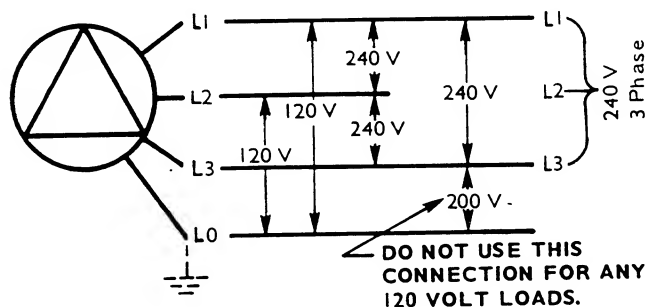 L1
L1
240 V
L2
120 V
240 V
L2
240 V
3 Phase
120 V
240 V
L3
L3
200 V
L0
DO NOT USE THIS
CONNECTION FOR ANY
120 VOLT LOADS.